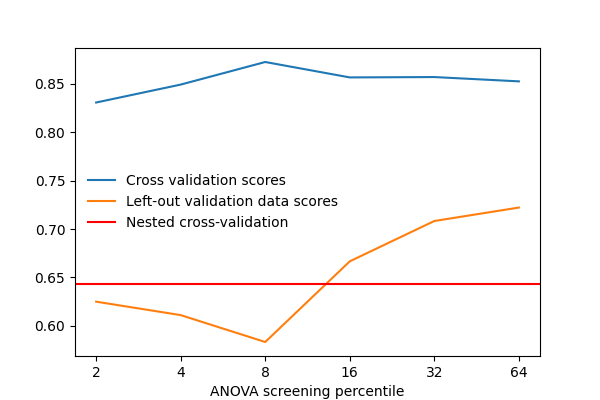 0.85
0.80
0.75
0.70
0.65
0.60
Cross validation scores
Left-out validation data scores
Nested cross-validation
2 4 8 16 32 64
ANOVA screening percentile